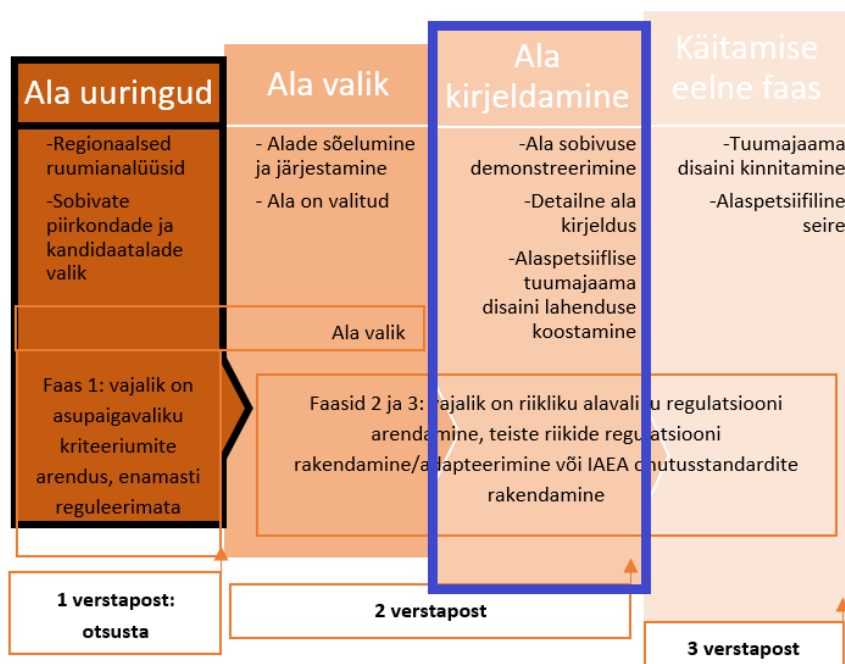 Ala uuringud
-Regionaalsed
ruumianalüüsid
-Sobivate
piirkondade ja
kandidaatalade
valik
Ala valik
- Alade sõelumine
ja järjestamine
- Ala on valitud
Ala
kirjeldamine
-Ala sobivuse
demonstreerimine
-Detailne ala
kirjeldus
-Alaspetsiiflise
tuumajaama
disaini lahenduse
koostamine
Käitamise
eelne faas
-Tuumajaama
disaini kinnitamine
-Alaspetsiifiline
seire
Ala valik
Faas 1: vajalik on
asupaigavaliku
kriteeriumite
arendus, enamasti
reguleerimata
Faasid 2 ja 3: vajalik on riikliku alavaliku regulatsiooni
arendamine, teiste riikide regulatsiooni
rakendamine/adapteerimine või IAEA ohutusstandardite
rakendamine
1 verstapost:
otsusta
2 verstapost
3 verstapost